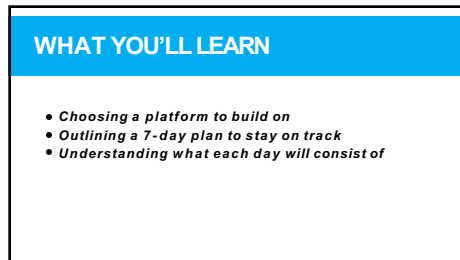 WHAT YOU'LL LEARN
• Choosing a platform to build on
• Outlining a 7-day plan to stay on track
• Understanding what each day will consist of